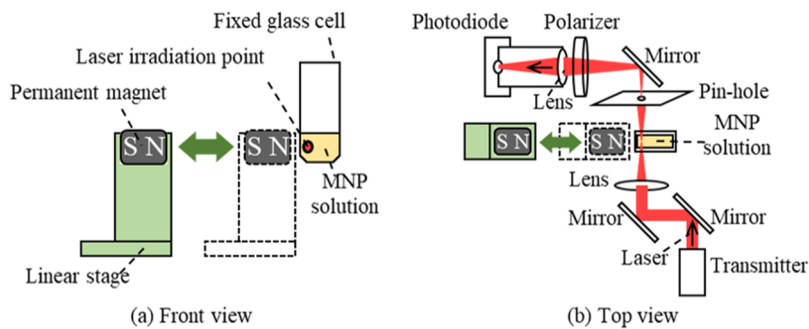 Fixed glass cell
Laser irradiation point
Permanent magnet
S N
S N
MNP
solution
Linear stage
(a) Front view
Photodiode
Polarizer
Mirror
Lens
Pin-hole
MNP
solution
S N
S N
Lens
Mirror
Mirror
Laser
Transmitter
(b) Top view